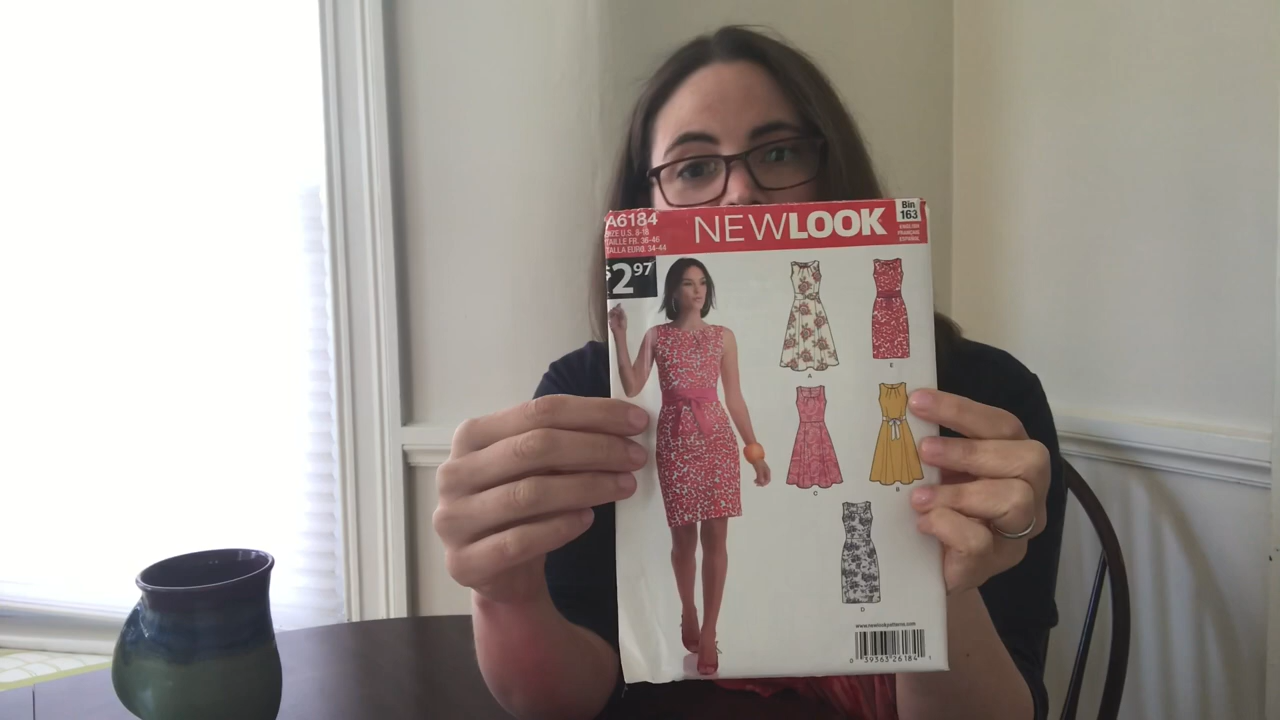 A6184
SIZE U.S. 8-18
TAILLE FR. 36-46
TALLA EURO. 34-44
$2.97
NEWLOOK
Bin
163
ENGLISH
FRANÇAIS
ESPAÑOL
A
E
C
B
D
www.newlookpatterns.com
0 39363 26184 1